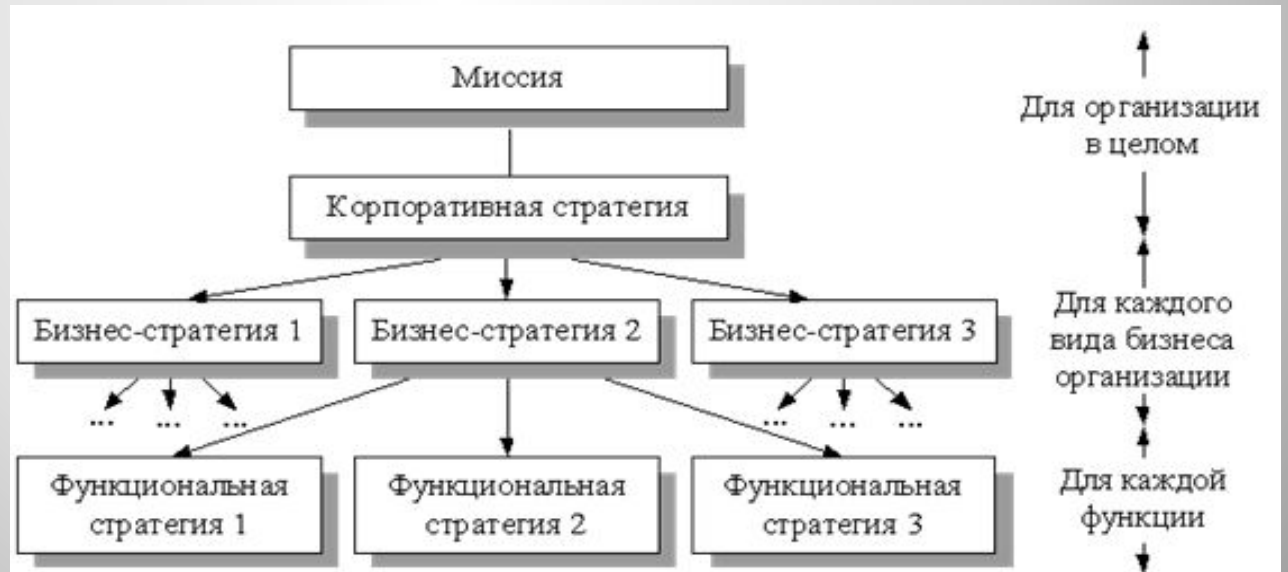 Миссия
Для организации
в целом
Корпоративная стратегия
Бизнес-стратегия 1
Бизнес-стратегия 2
Бизнес-стратегия 3
Для каждого
вида бизнеса
организации
... ... ...
... ... ...
Функциональная
стратегия 1
Функциональная
стратегия 2
Функциональная
стратегия 3
Для каждой
функции